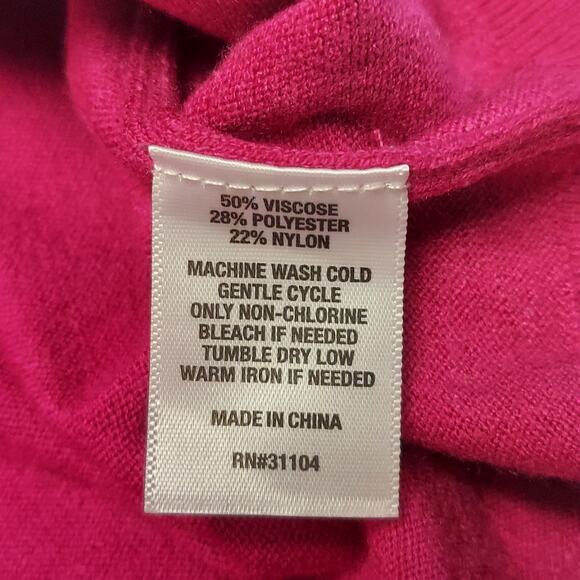 50% VISCOSE
28% POLYESTER
22% NYLON
MACHINE WASH COLD
GENTLE CYCLE
ONLY NON-CHLORINE
BLEACH IF NEEDED
TUMBLE DRY LOW
WARM IRON IF NEEDED
MADE IN CHINA
RN#31104